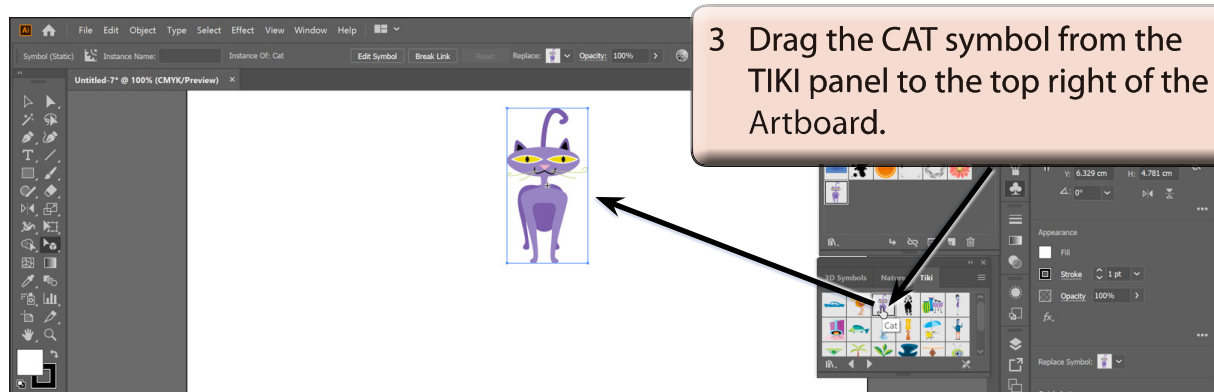 Ai File Edit Object Type Select Effect View Window Help
Symbol (Static) Instance Name: Instance Of: Cat Edit Symbol Break Link Reset Replace: Opacity: 100%
Untitled-7* @ 100% (CMYK/Preview) ×
3 Drag the CAT symbol from the
TIKI panel to the top right of the
Artboard.
Y: 6.329 cm H: 4.781 cm
0°
Appearance
Fill
Stroke 1 pt
Opacity 100%
fx.
3D Symbols Nature Tiki
Cat
Replace Symbol: